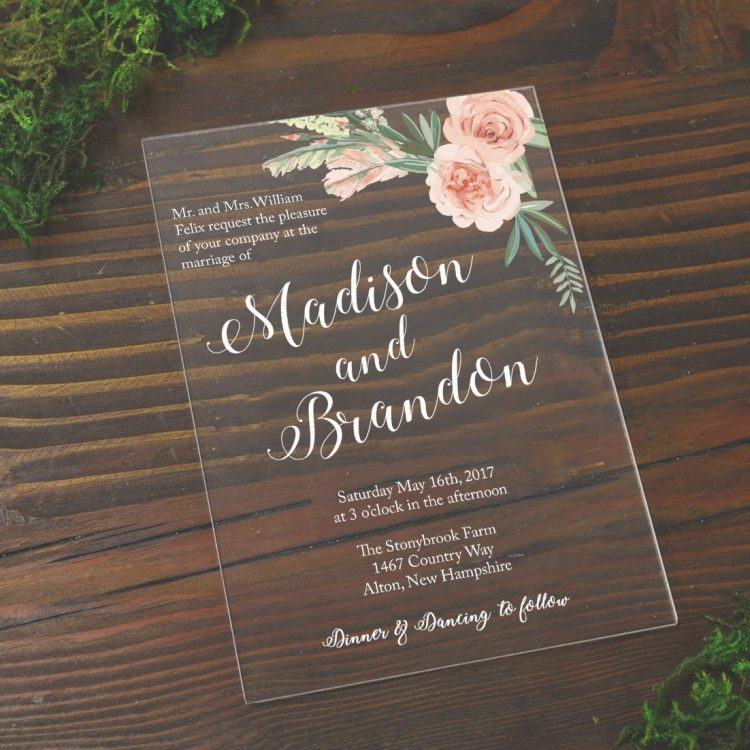 Mr. and Mrs.William
Felix request the pleasure
of your company at the
marriage of
Madison
and
Brandon
Saturday May 16th, 2017
at 3 o'clock in the afternoon
The Stonybrook Farm
1467 Country Way
Alton, New Hampshire
Dinner & Dancing to follow